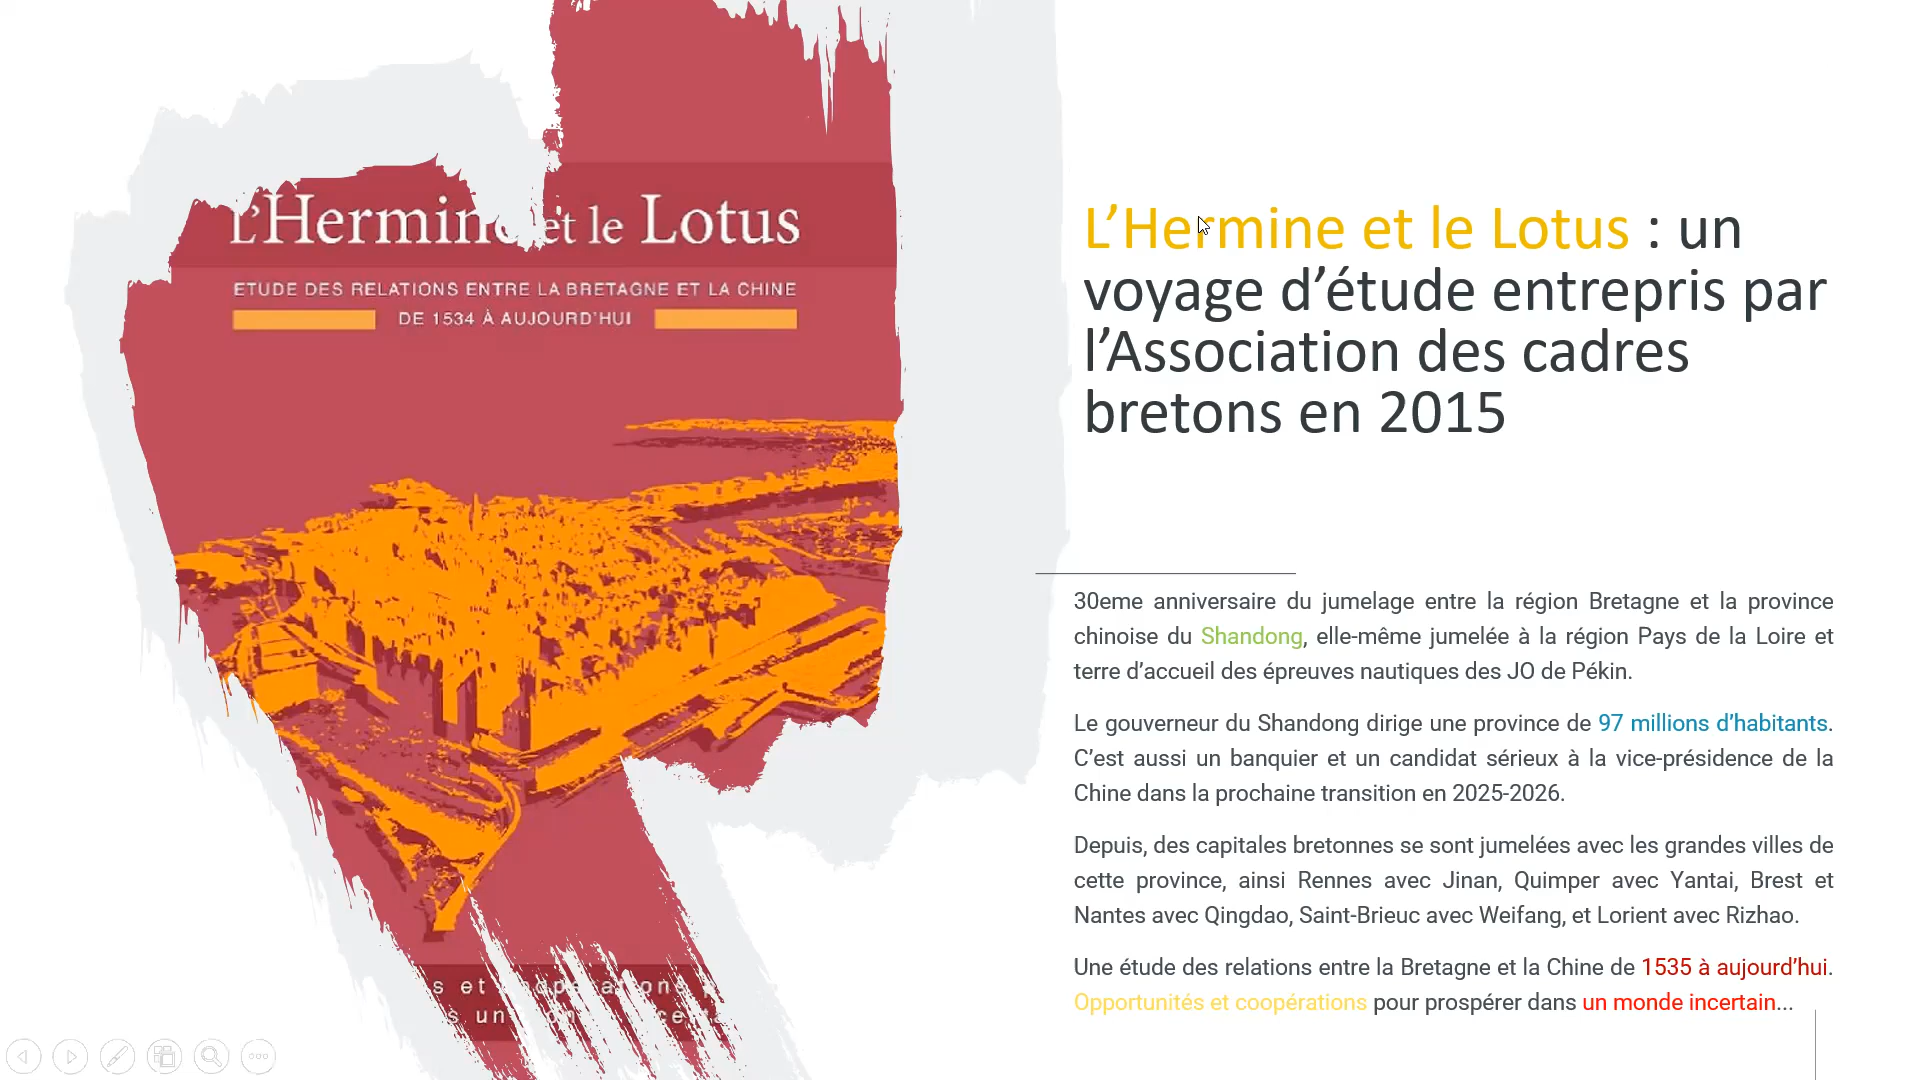 L'Hermine et le Lotus
ETUDE DES RELATIONS ENTRE LA BRETAGNE ET LA CHINE
DE 1534 À AUJOURD'HUI
L’Hermine et le Lotus : un
voyage d’étude entrepris par
l’Association des cadres
bretons en 2015
30eme anniversaire du jumelage entre la région Bretagne et la province
chinoise du Shandong, elle-même jumelée à la région Pays de la Loire et
terre d’accueil des épreuves nautiques des JO de Pékin.
Le gouverneur du Shandong dirige une province de 97 millions d’habitants.
C’est aussi un banquier et un candidat sérieux à la vice-présidence de la
Chine dans la prochaine transition en 2025-2026.
Depuis, des capitales bretonnes se sont jumelées avec les grandes villes de
cette province, ainsi Rennes avec Jinan, Quimper avec Yantai, Brest et
Nantes avec Qingdao, Saint-Brieuc avec Weifang, et Lorient avec Rizhao.
Une étude des relations entre la Bretagne et la Chine de 1535 à aujourd’hui.
Opportunités et coopérations pour prospérer dans un monde incertain...